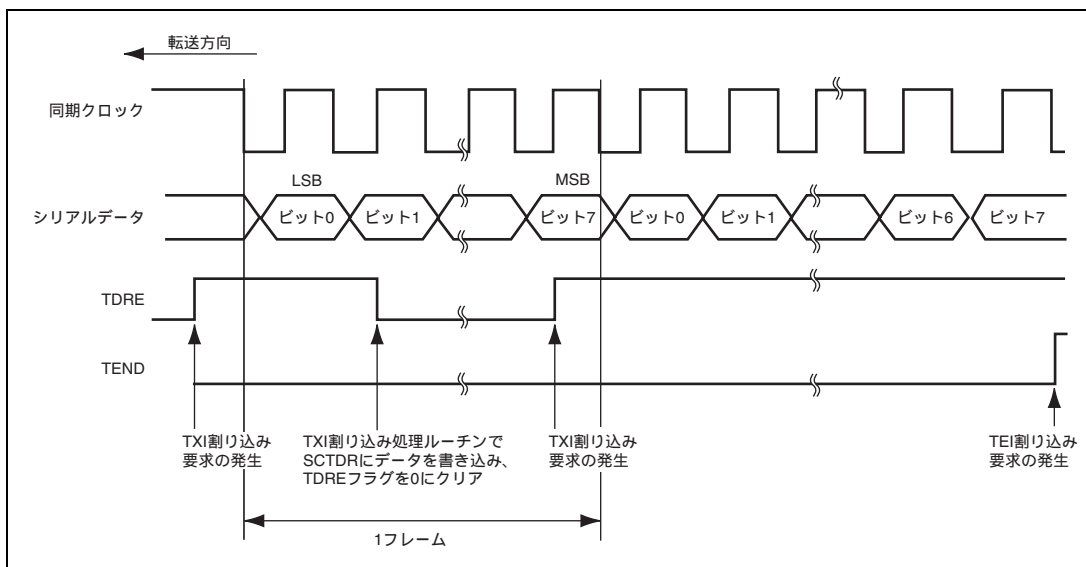 転送方向
同期クロック
LSB
MSB
シリアルデータ
ビット0
ビット1
ビット7
ビット0
ビット1
ビット6
ビット7
TDRE
TEND
TXI割り込み
要求の発生
TXI割り込み処理ルーチンで
SCTDRにデータを書き込み、
TDREフラグを0にクリア
TXI割り込み
要求の発生
TEI割り込み
要求の発生
1フレーム